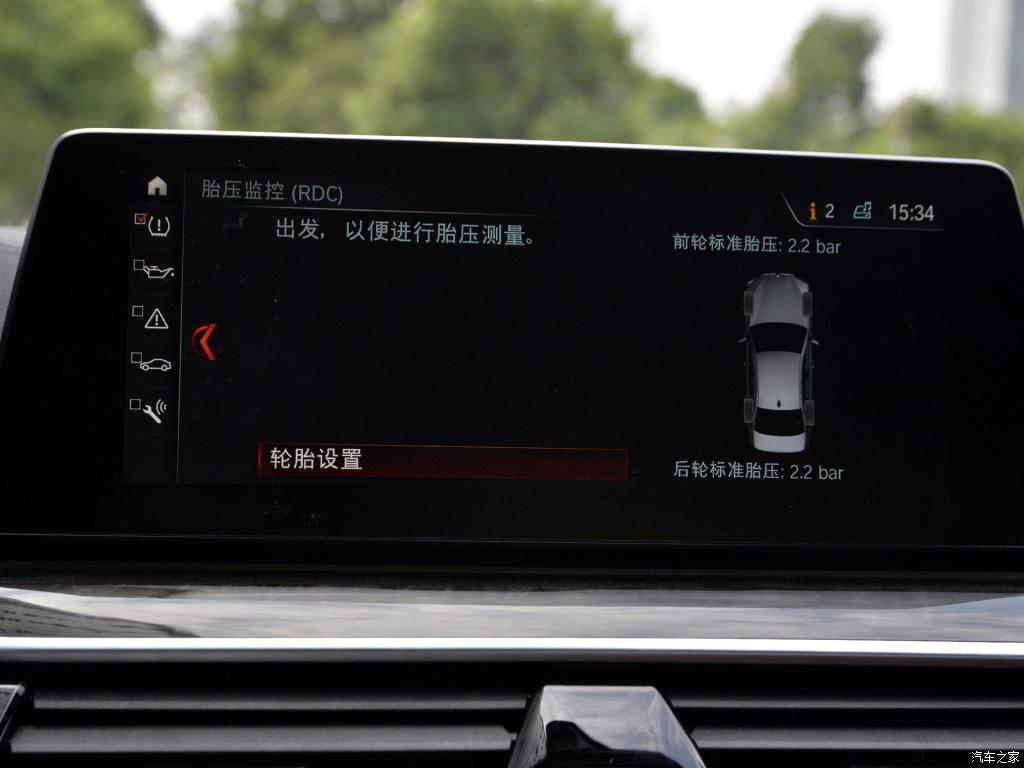 胎压监控 (RDC)
i 2 15:34
出发, 以便进行胎压测量。
前轮标准胎压: 2.2 bar
轮胎设置
后轮标准胎压: 2.2 bar
汽车之家